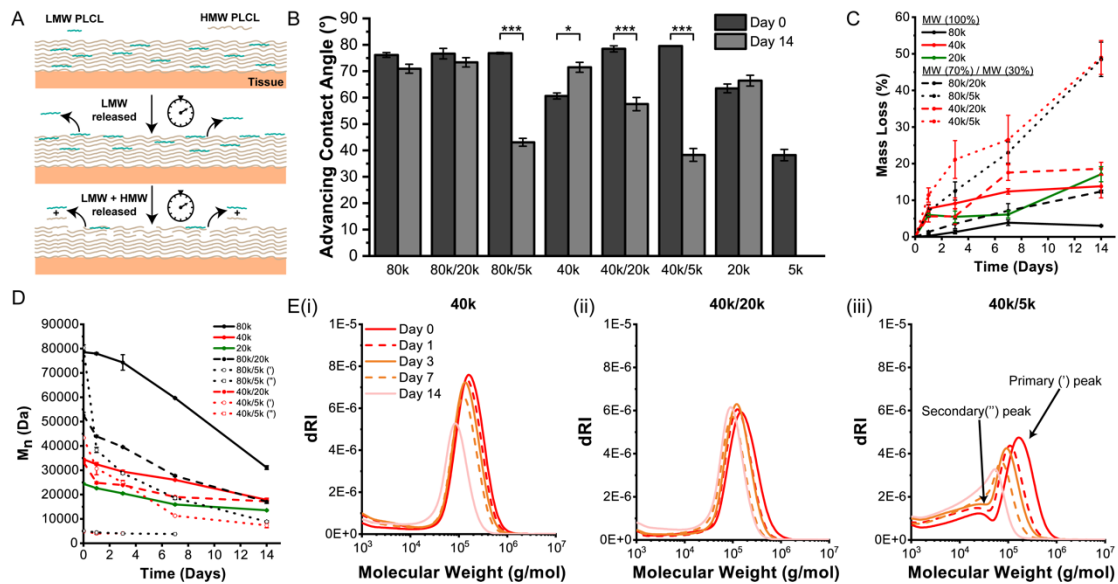 A
LMW PLCL
HMW PLCL
Tissue
LMW
released
LMW + HMW
released
+
+
B
Advancing Contact Angle (°)
90
80
70
60
50
40
30
20
10
0
***
*
***
***
Day 0
Day 14
80k
80k/20k
80k/5k
40k
40k/20k
40k/5k
20k
5k
C
Mass Loss (%)
60
50
40
30
20
10
0
MW (100%)
80k
40k
20k
MW (70%) / MW (30%)
80k/20k
80k/5k
40k/20k
40k/5k
0 2 4 6 8 10 12 14
Time (Days)
D
Mn (Da)
90000
80000
70000
60000
50000
40000
30000
20000
10000
0
80k
40k
20k
80k/20k
80k/5k (')
80k/5k (")
40k/20k
40k/5k (')
40k/5k (")
0 2 4 6 8 10 12 14
Time (Days)
E(i)
40k
dRI
1E-5
8E-6
6E-6
4E-6
2E-6
0E+0
Day 0
Day 1
Day 3
Day 7
Day 14
10³ 10⁴ 10⁵ 10⁶ 10⁷
Molecular Weight (g/mol)
(ii)
40k/20k
dRI
1E-5
8E-6
6E-6
4E-6
2E-6
0E+0
10³ 10⁴ 10⁵ 10⁶ 10⁷
Molecular Weight (g/mol)
(iii)
40k/5k
dRI
1E-5
8E-6
6E-6
4E-6
2E-6
0E+0
Primary (') peak
Secondary('') peak
10³ 10⁴ 10⁵ 10⁶ 10⁷
Molecular Weight (g/mol)